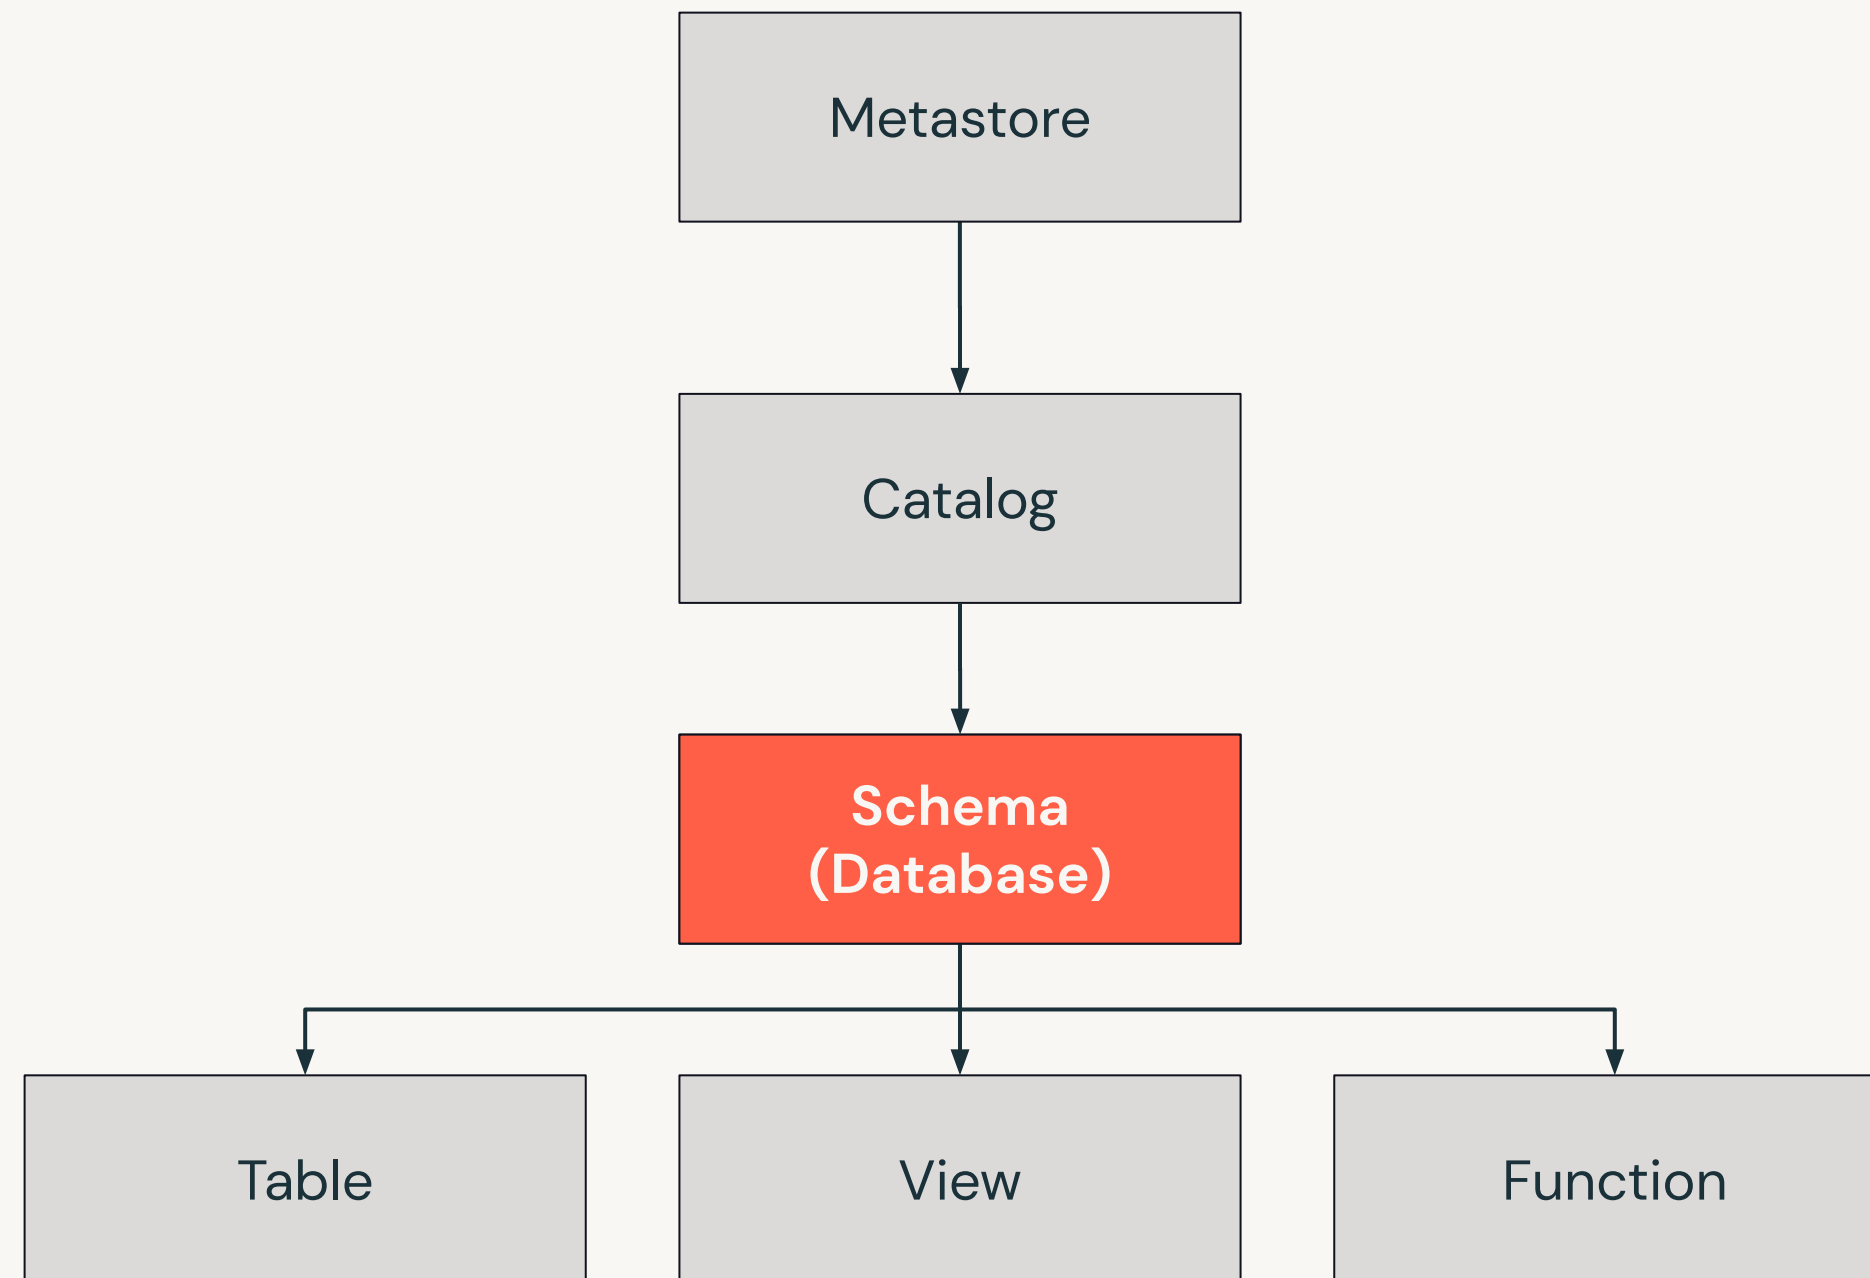 Metastore
Catalog
Schema
(Database)
Table
View
Function